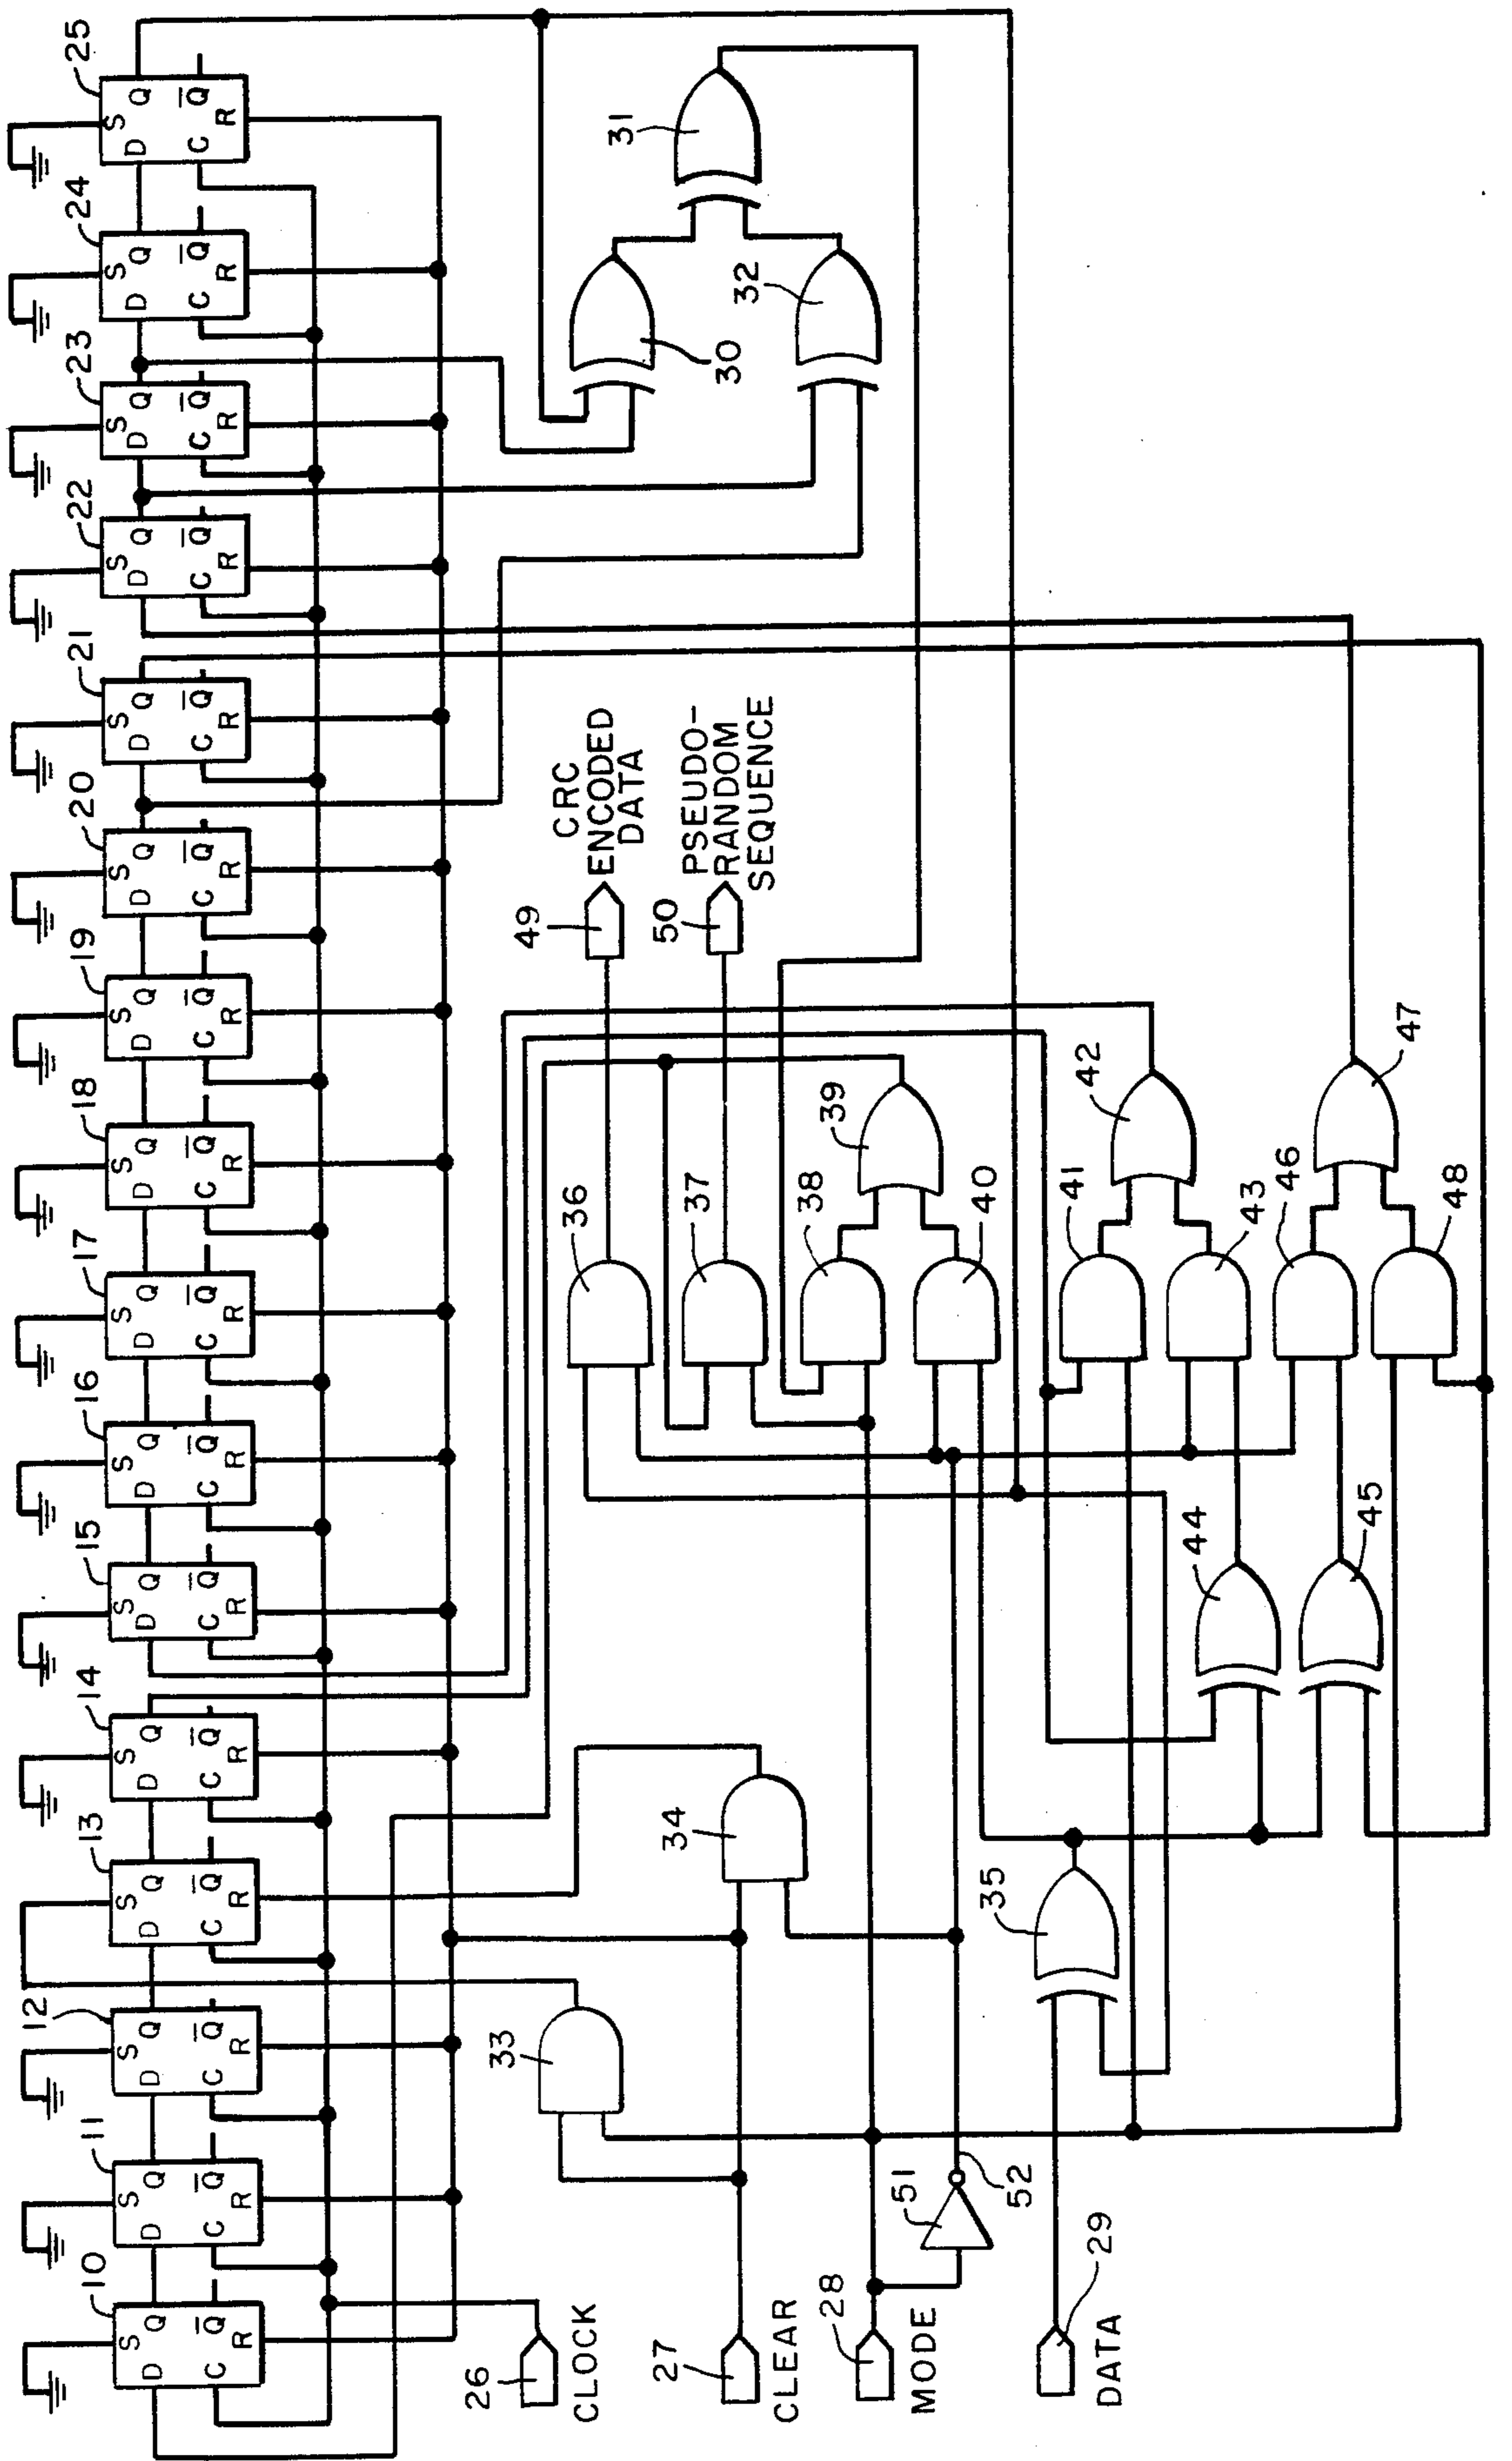 10 11 12 13 14 15 16 17 18 19 20 21 22 23 24 25
S S S S S S S S S S S S S S S S
D Q D Q D Q D Q D Q D Q D Q D Q D Q D Q D Q D Q D Q D Q D Q D Q
C Q̅ C Q̅ C Q̅ C Q̅ C Q̅ C Q̅ C Q̅ C Q̅ C Q̅ C Q̅ C Q̅ C Q̅ C Q̅ C Q̅ C Q̅ C Q̅
R R R R R R R R R R R R R R R R
26
CLOCK
33
36
49
CRC
ENCODED
DATA
30
31
27
CLEAR
34
37
50
PSEUDO-
RANDOM
SEQUENCE
32
28
MODE
51
52
38
39
40
29
DATA
35
41
42
43
44
45
46
47
48